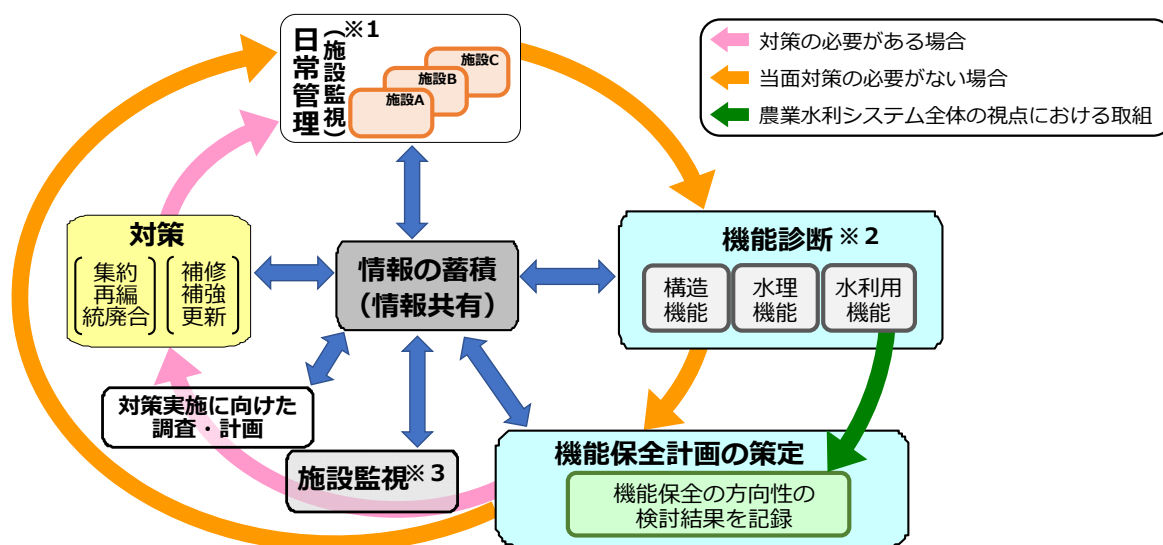 日常管理
(施設監視)
※1
施設A
施設B
施設C
対策の必要がある場合
当面対策の必要がない場合
農業水利システム全体の視点における取組
対策
集約
再編
統廃合
補修
補強
更新
情報の蓄積
(情報共有)
機能診断※2
構造
機能
水理
機能
水利用
機能
対策実施に向けた
調査・計画
施設監視※3
機能保全計画の策定
機能保全の方向性の
検討結果を記録